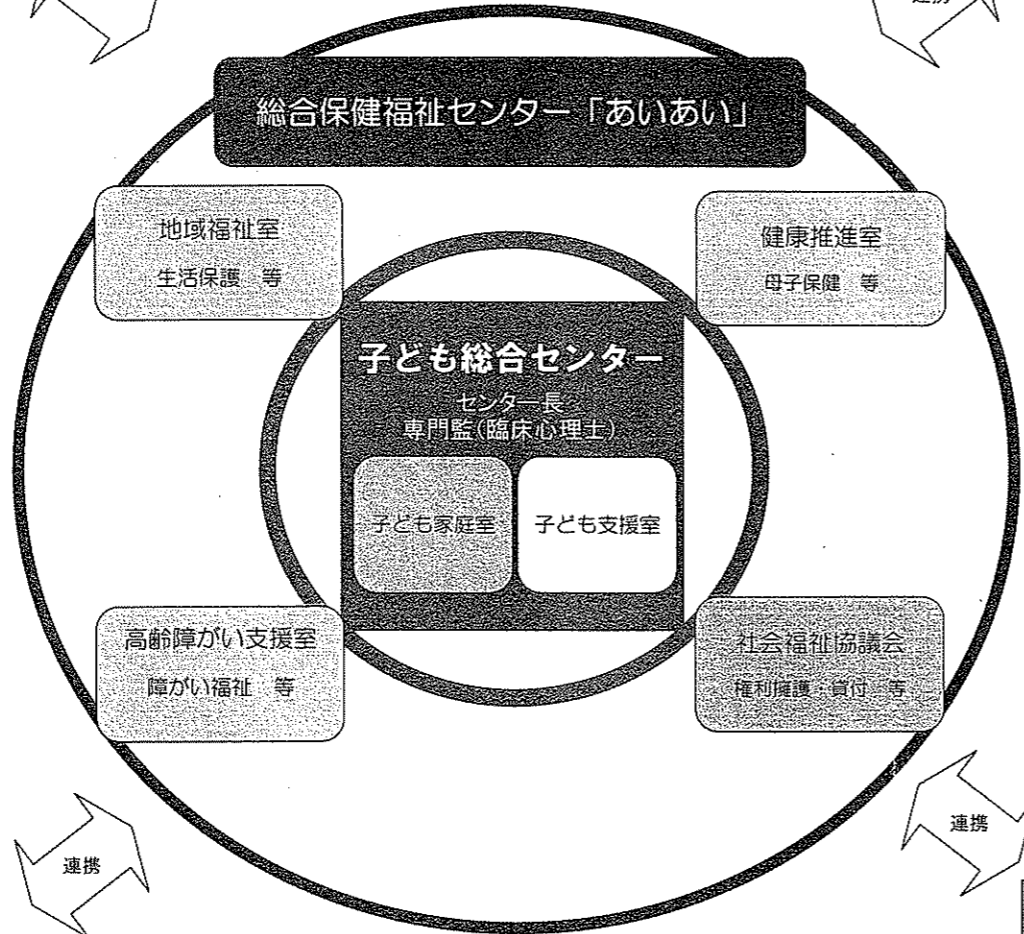 総合保健福祉センター「あいあい」
地域福祉室
生活保護　等
健康推進室
母子保健　等
子ども総合センター
センター長
専門監(臨床心理士)
子ども家庭室
子ども支援室
高齢障がい支援室
障がい福祉　等
社会福祉協議会
権利擁護・貸付　等
連携
連携